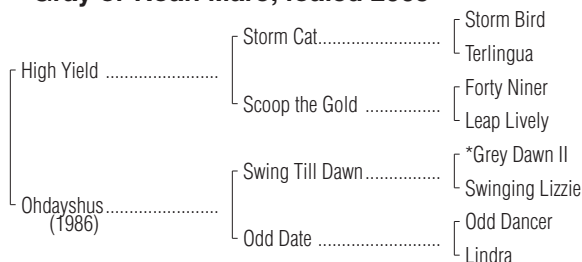 Gray or Roan Mare; foaled
Storm Bird
Storm Cat..............................
Terlingua
High Yield ...........................
Forty Niner
Scoop the Gold ..................
Leap Lively
*Grey Dawn II
Swing Till Dawn..................
Swinging Lizzie
Ohdayshus...........................
(1986)
Odd Dancer
Odd Date .............................
Lindra